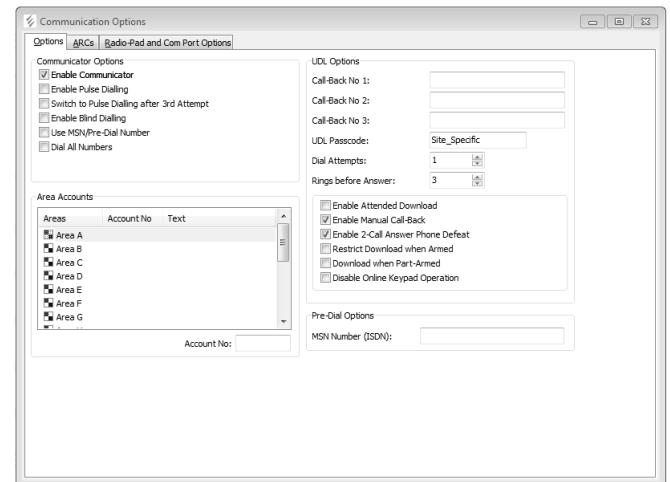 Communication Options
Options ARCs Radio-Pad and Com Port Options
Communicator Options
Enable Communicator
Enable Pulse Dialling
Switch to Pulse Dialling after 3rd Attempt
Enable Blind Dialling
Use MSN/Pre-Dial Number
Dial All Numbers
Area Accounts
Areas Account No Text
Area A
Area B
Area C
Area D
Area E
Area F
Area G
Account No:
UDL Options
Call-Back No 1:
Call-Back No 2:
Call-Back No 3:
UDL Passcode: Site_Specific
Dial Attempts: 1
Rings before Answer: 3
Enable Attended Download
Enable Manual Call-Back
Enable 2-Call Answer Phone Defeat
Restrict Download when Armed
Download when Part-Armed
Disable Online Keypad Operation
Pre-Dial Options
MSN Number (ISDN):